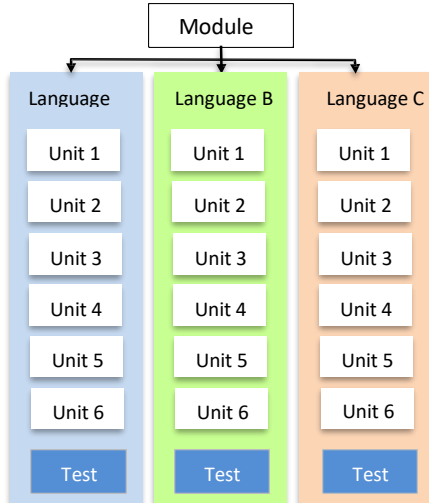 Module
Language
Unit 1
Unit 2
Unit 3
Unit 4
Unit 5
Unit 6
Test
Language B
Unit 1
Unit 2
Unit 3
Unit 4
Unit 5
Unit 6
Test
Language C
Unit 1
Unit 2
Unit 3
Unit 4
Unit 5
Unit 6
Test